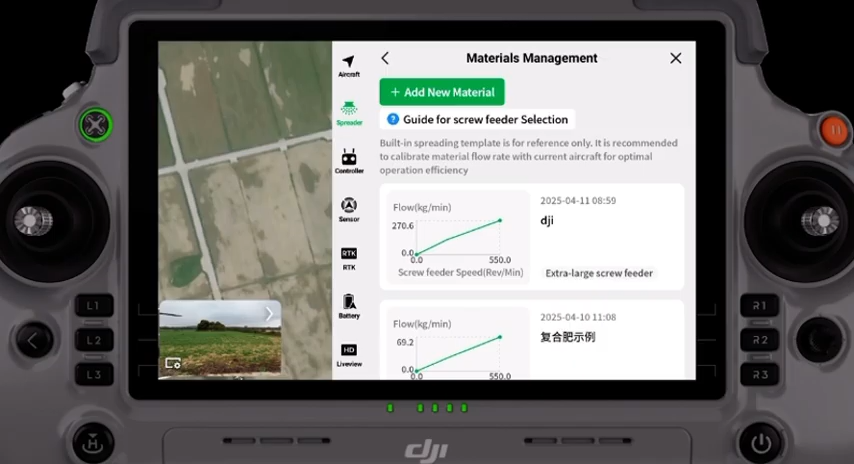 Materials Management
Aircraft
+ Add New Material
Spreader
? Guide for screw feeder Selection
Built-in spreading template is for reference only. It is recommended
to calibrate material flow rate with current aircraft for optimal
operation efficiency
Controller
Sensor
RTK
RTK
Battery
HD
Liveview
Flow(kg/min)
270.6
0.0
0.0
550.0
Screw feeder Speed(Rev/Min)
2025-04-11 08:59
dji
Extra-large screw feeder
Flow(kg/min)
69.2
0.0
0.0
550.0
2025-04-10 11:08
复合肥示例
L1
L2
L3
R1
R2
R3
H
dji